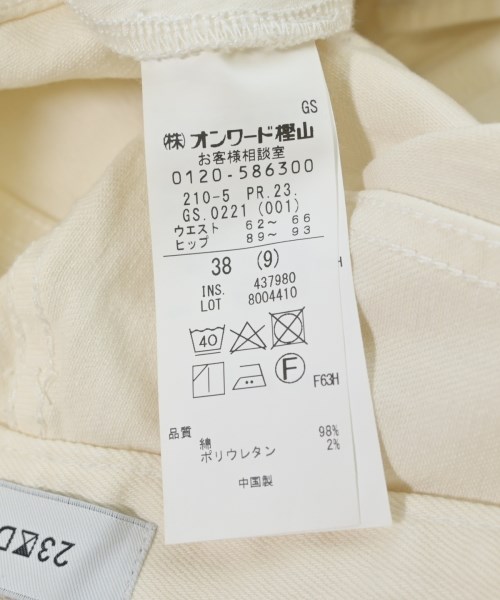 GS
(株)オンワード樫山
お客様相談室
0120-586300
210-5 PR.23.
GS.0221 (001)
ウエスト 62～ 66
ヒップ 89～ 93
38 (9)
INS. 437980
LOT 8004410
40
F
F63H
品質
綿 98%
ポリウレタン 2%
中国製